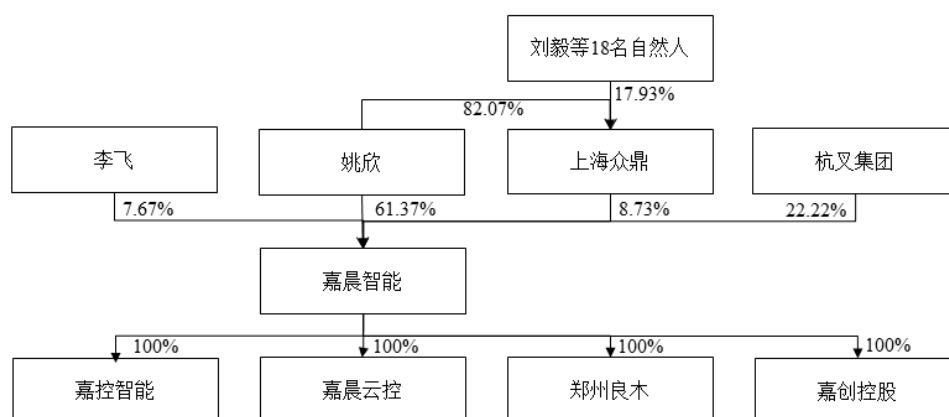 刘毅等18名自然人
82.07%
17.93%
李飞
姚欣
上海众鼎
杭叉集团
7.67%
61.37%
8.73%
22.22%
嘉晨智能
100%
100%
100%
100%
嘉控智能
嘉晨云控
郑州良木
嘉创控股